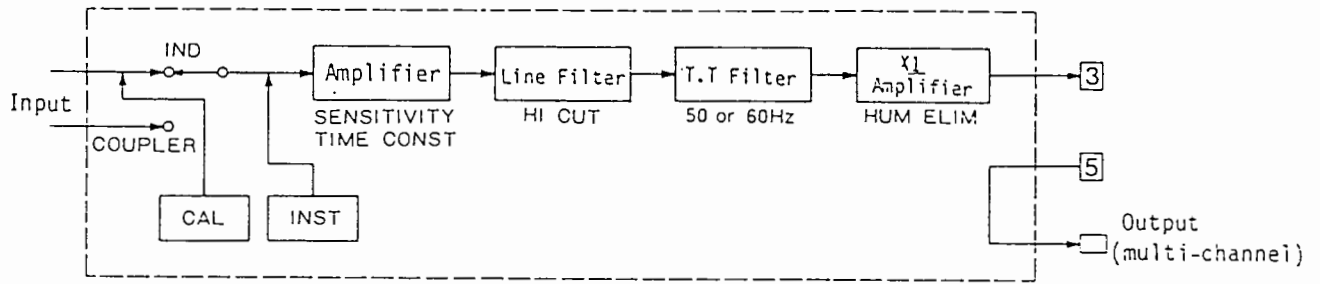 IND
Input
COUPLER
CAL
INST
Amplifier
SENSITIVITY
TIME CONST
Line Filter
HI CUT
T.T Filter
50 or 60Hz
X1
Amplifier
HUM ELIM
3
5
Output
(multi-channel)